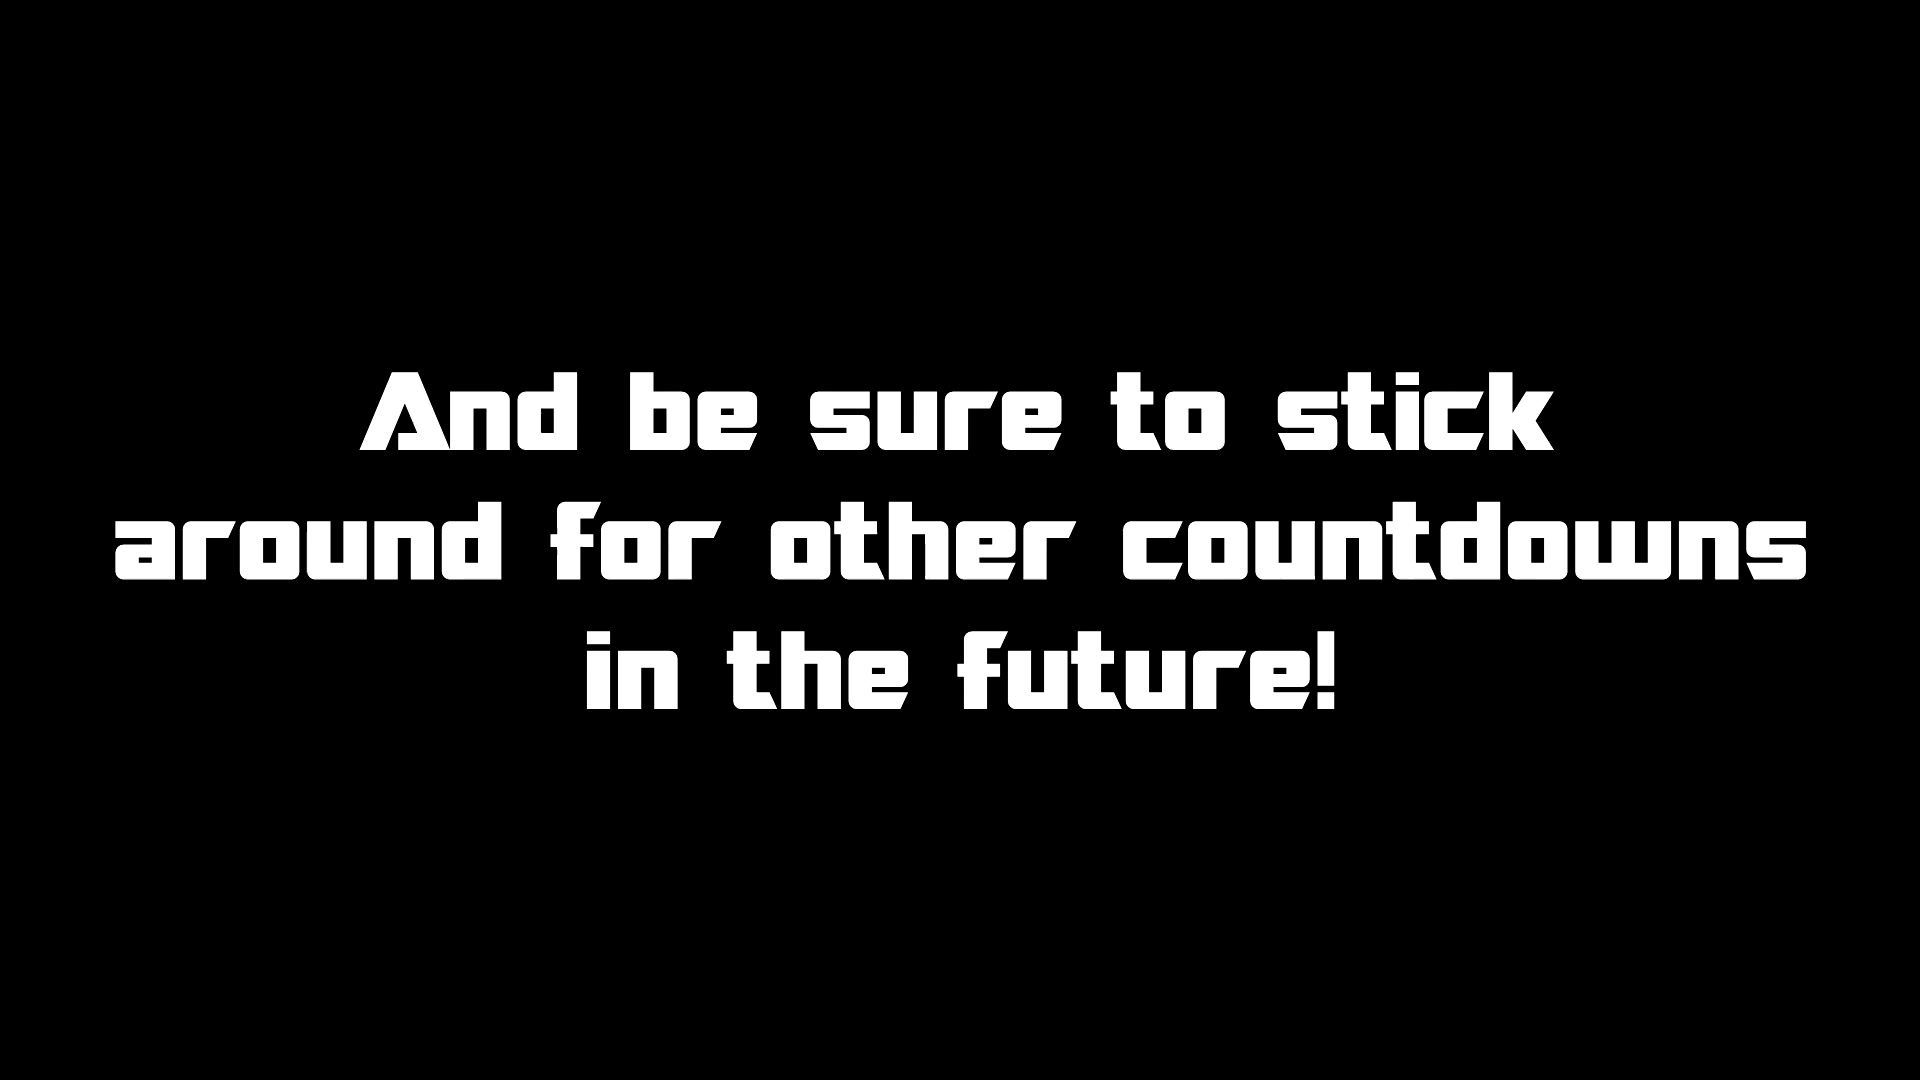 And be sure to stick
around for other countdowns
in the future!